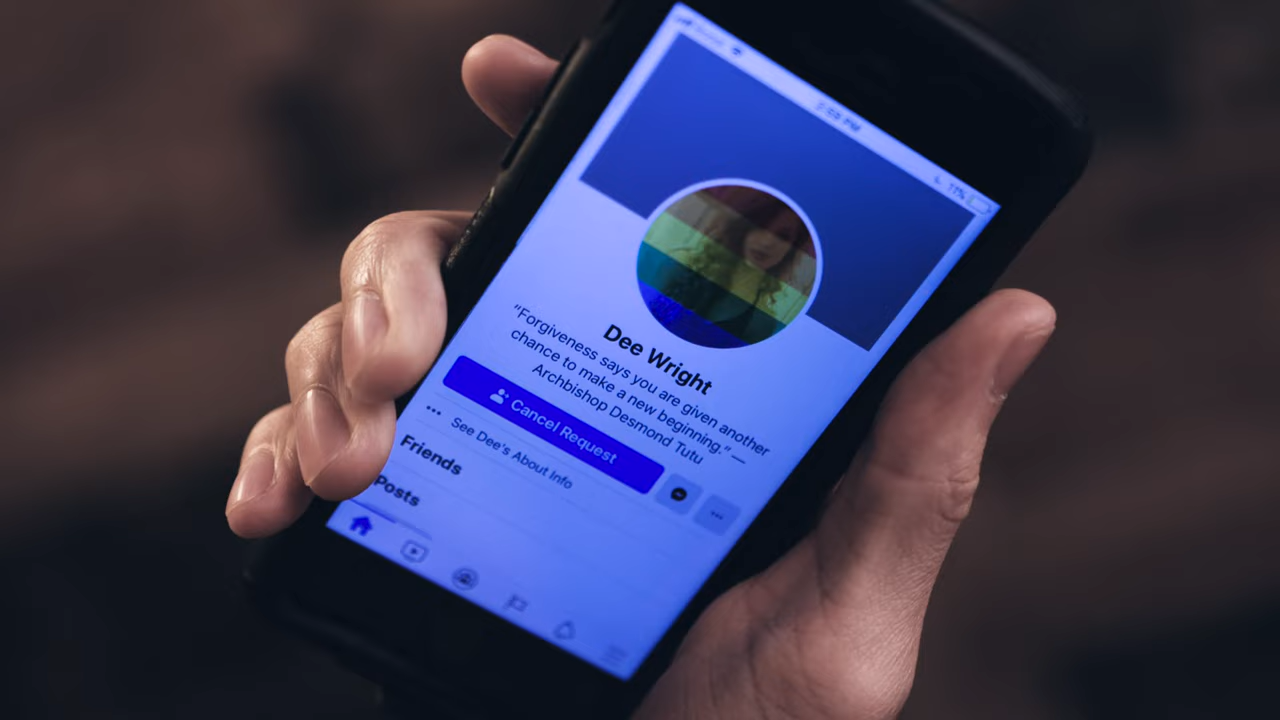 11%
Dee Wright
"Forgiveness says you are given another
chance to make a new beginning." —
Archbishop Desmond Tutu
Cancel Request
See Dee's About Info
Friends
Posts